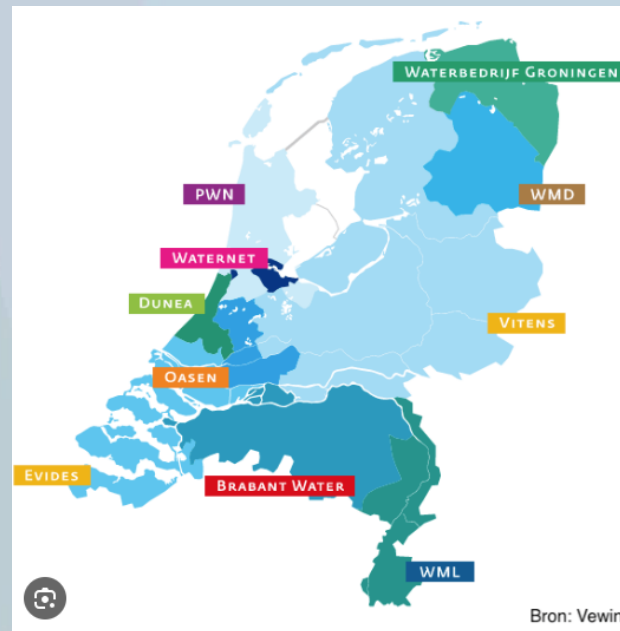 WATERBEDRIJF GRONINGEN
PWN
WMD
WATERNET
DUNEA
VITENS
OASEN
EVIDES
BRABANT WATER
WML
Bron: Vewin